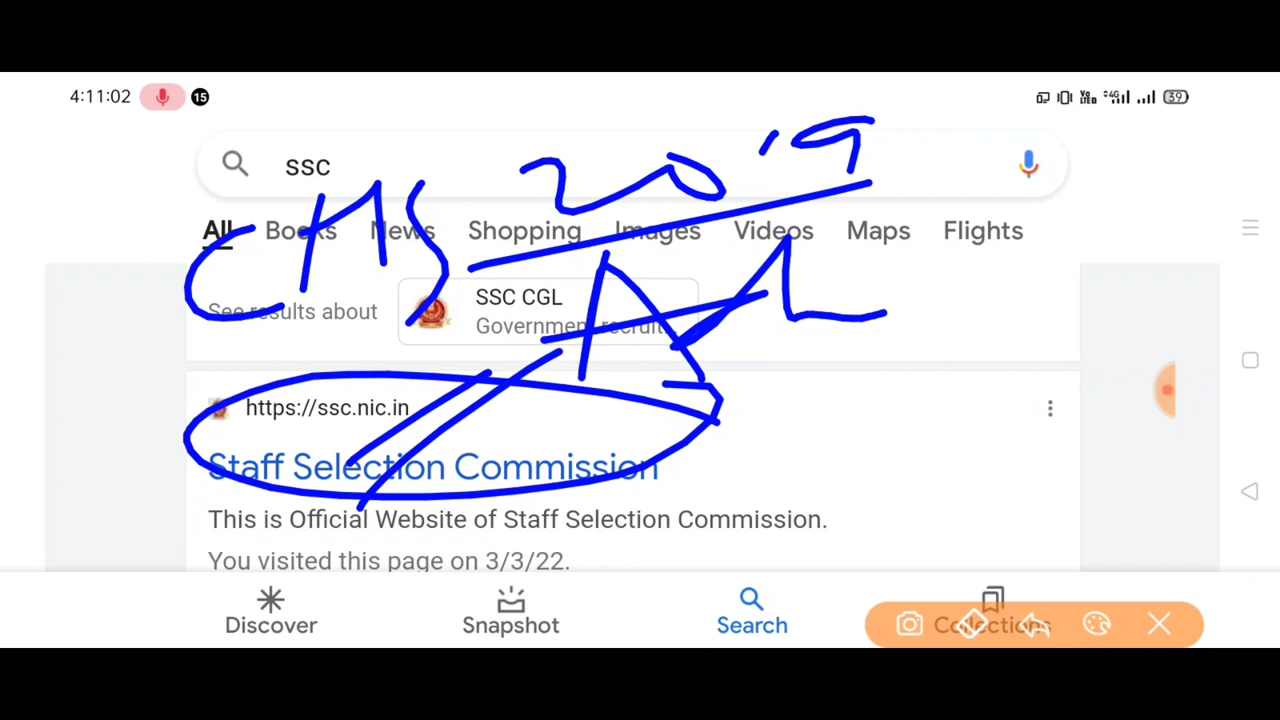 4:11:02 15 39
ssc
2019
CHS
All Books News Shopping Images Videos Maps Flights
See results about
SSC CGL
Government recruit...
https://ssc.nic.in
Staff Selection Commission
This is Official Website of Staff Selection Commission.
You visited this page on 3/3/22.
Discover Snapshot Search Collections